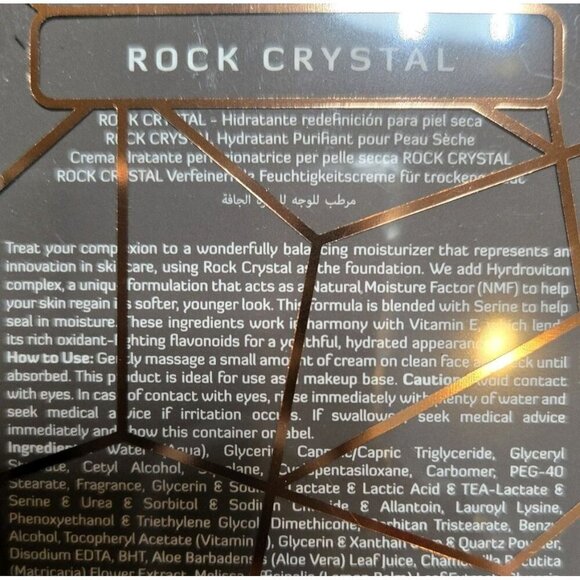 ROCK CRYSTAL
ROCK CRYSTAL - Hidratante redefinición para piel seca
ROCK CRYSTAL Hydratant Purifiant pour Peau Sèche
Crema idratante perfezionatrice per pelle secca ROCK CRYSTAL
ROCK CRYSTAL Feuchtigkeitscreme für
مرطب للوجه الجافة
Treat your complexion to a wonderfully balancing moisturizer that represents an
innovation in skincare, using Rock Crystal as the foundation. We add Hyrdroviton
complex, a unique formulation that acts as a Natural Moisture Factor (NMF) to help
your skin regain its softer, younger look. This formula is blended with Serine to help
seal in moisture. These ingredients work in harmony with Vitamin E, which lends
its rich oxidant-fighting flavonoids for a youthful, hydrated appearance.
How to Use: Gently massage a small amount of cream on clean face and neck until
absorbed. This product is ideal for use as a makeup base. Caution: Avoid contact
with eyes. In case of contact with eyes, rinse immediately with plenty of water and
seek medical advice if irritation occurs. If swallowed, seek medical advice
immediately and show this container or label.
Ingredients: Water (Aqua), Glycerin, Caprylic/Capric Triglyceride, Glyceryl
Stearate, Cetyl Alcohol, Squalane, Cyclopentasiloxane, Carbomer, PEG-40
Stearate, Fragrance, Glycerin & Sodium Lactate & Lactic Acid & TEA-Lactate &
Serine & Urea & Sorbitol & Sodium Chloride & Allantoin, Lauroyl Lysine,
Phenoxyethanol & Triethylene Glycol, Dimethicone, Sorbitan Tristearate, Benzyl
Alcohol, Tocopheryl Acetate (Vitamin E), Glycerin & Xanthan Gum & Quartz Powder,
Disodium EDTA, BHT, Aloe Barbadensis (Aloe Vera) Leaf Juice, Chamomilla Recutita
(Matricaria) Flower Extract, Melissa Officinalis